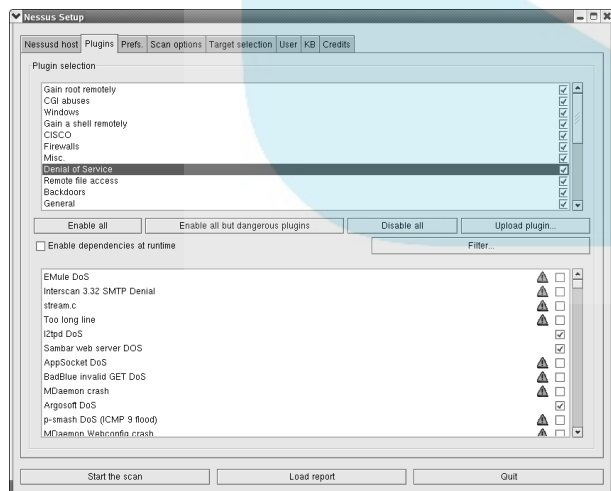 Nessus Setup
Nessusd host Plugins Prefs. Scan options Target selection User KB Credits
Plugin selection
Gain root remotely
CGI abuses
Windows
Gain a shell remotely
CISCO
Firewalls
Misc.
Denial of Service
Remote file access
Backdoors
General
Enable all Enable all but dangerous plugins Disable all Upload plugin...
Enable dependencies at runtime Filter...
EMule DoS
Interscan 3.32 SMTP Denial
stream.c
Too long line
l2tpd DoS
Sambar web server DOS
AppSocket DoS
BadBlue invalid GET DoS
MDaemon crash
Argosoft DoS
p-smash DoS (ICMP 9 flood)
MDaemon Webconfig crash
Start the scan Load report Quit